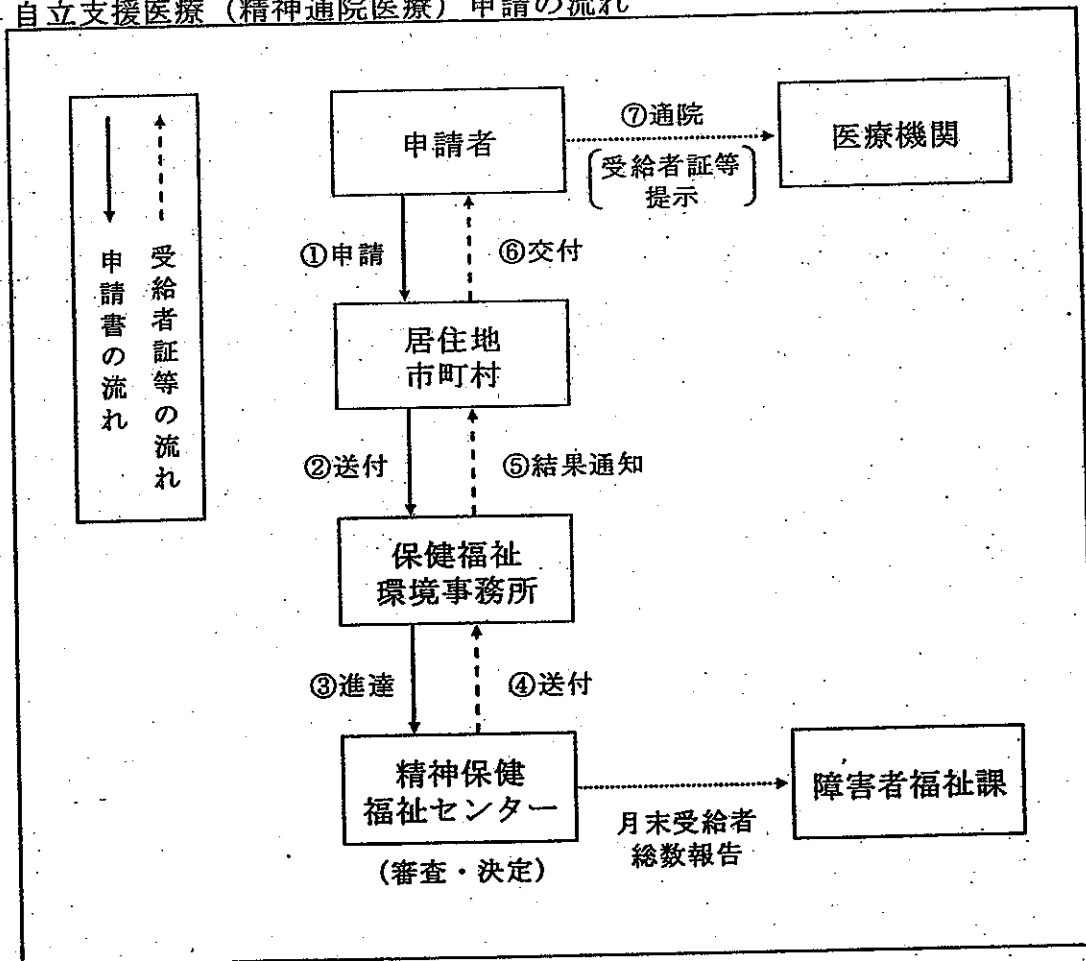 自立支援医療（精神通院医療）申請の流れ
申請書の流れ
受給者証等の流れ
申請者
⑦通院
受給者証等
提示
医療機関
①申請
⑥交付
居住地
市町村
②送付
⑤結果通知
保健福祉
環境事務所
③進達
④送付
精神保健
福祉センター
(審査・決定)
月末受給者
総数報告
障害者福祉課